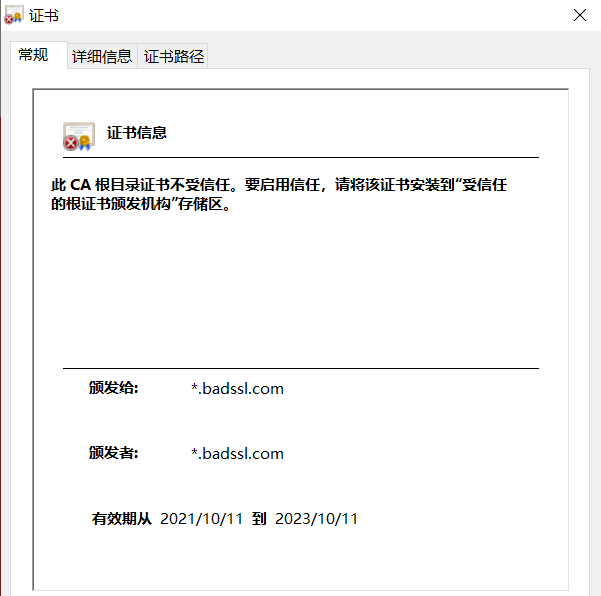 证书
常规 详细信息 证书路径
证书信息
此 CA 根目录证书不受信任。要启用信任，请将该证书安装到“受信任
的根证书颁发机构”存储区。
颁发给: *.badssl.com
颁发者: *.badssl.com
有效期从 2021/10/11 到 2023/10/11